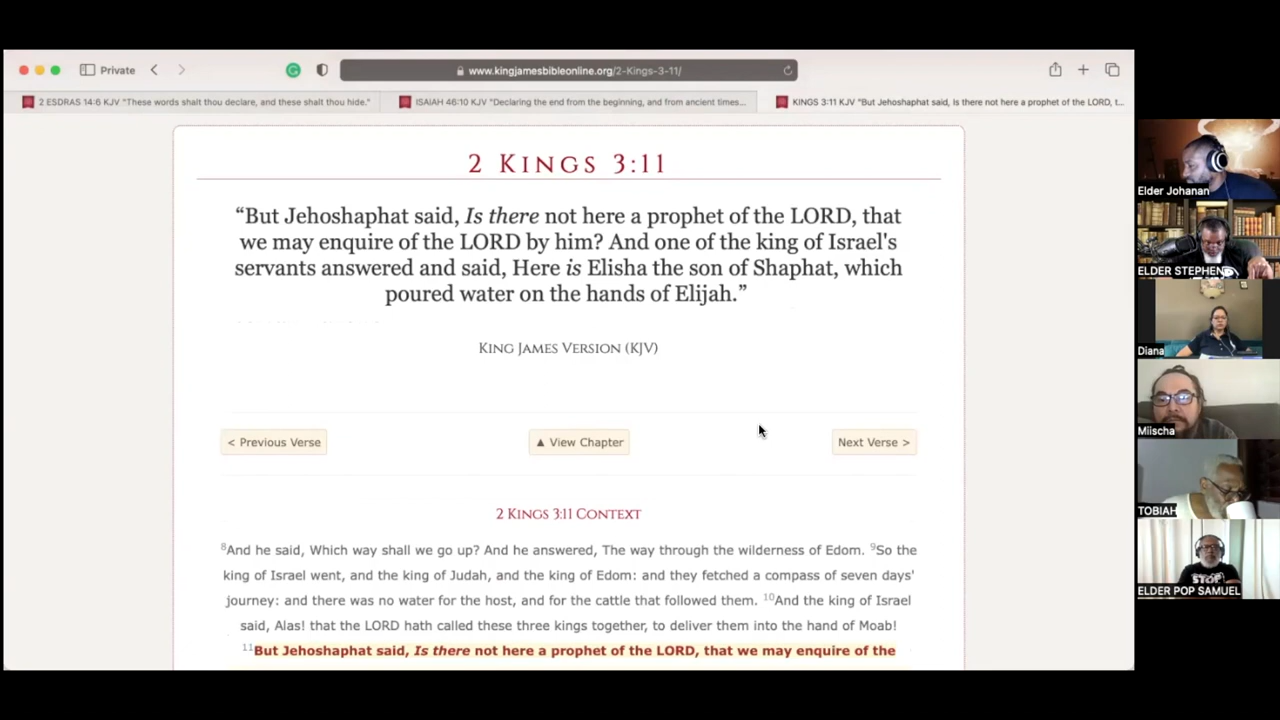 Private
www.kingjamesbibleonline.org/2-Kings-3-11/
2 ESDRAS 14:6 KJV "These words shalt thou declare, and these shalt thou hide."
ISAIAH 46:10 KJV "Declaring the end from the beginning, and from ancient times...
KINGS 3:11 KJV "But Jehoshaphat said, Is there not here a prophet of the LORD, t...
2 KINGS 3:11
“But Jehoshaphat said, Is there not here a prophet of the LORD, that
we may enquire of the LORD by him? And one of the king of Israel's
servants answered and said, Here is Elisha the son of Shaphat, which
poured water on the hands of Elijah.”
KING JAMES VERSION (KJV)
< Previous Verse
▲ View Chapter
Next Verse >
2 KINGS 3:11 CONTEXT
8And he said, Which way shall we go up? And he answered, The way through the wilderness of Edom. 9So the
king of Israel went, and the king of Judah, and the king of Edom: and they fetched a compass of seven days'
journey: and there was no water for the host, and for the cattle that followed them. 10And the king of Israel
said, Alas! that the LORD hath called these three kings together, to deliver them into the hand of Moab!
11But Jehoshaphat said, Is there not here a prophet of the LORD, that we may enquire of the
Elder Johanan
ELDER STEPHEN
Diana
Miischa
TOBIAH
STOP
ELDER POP SAMUEL